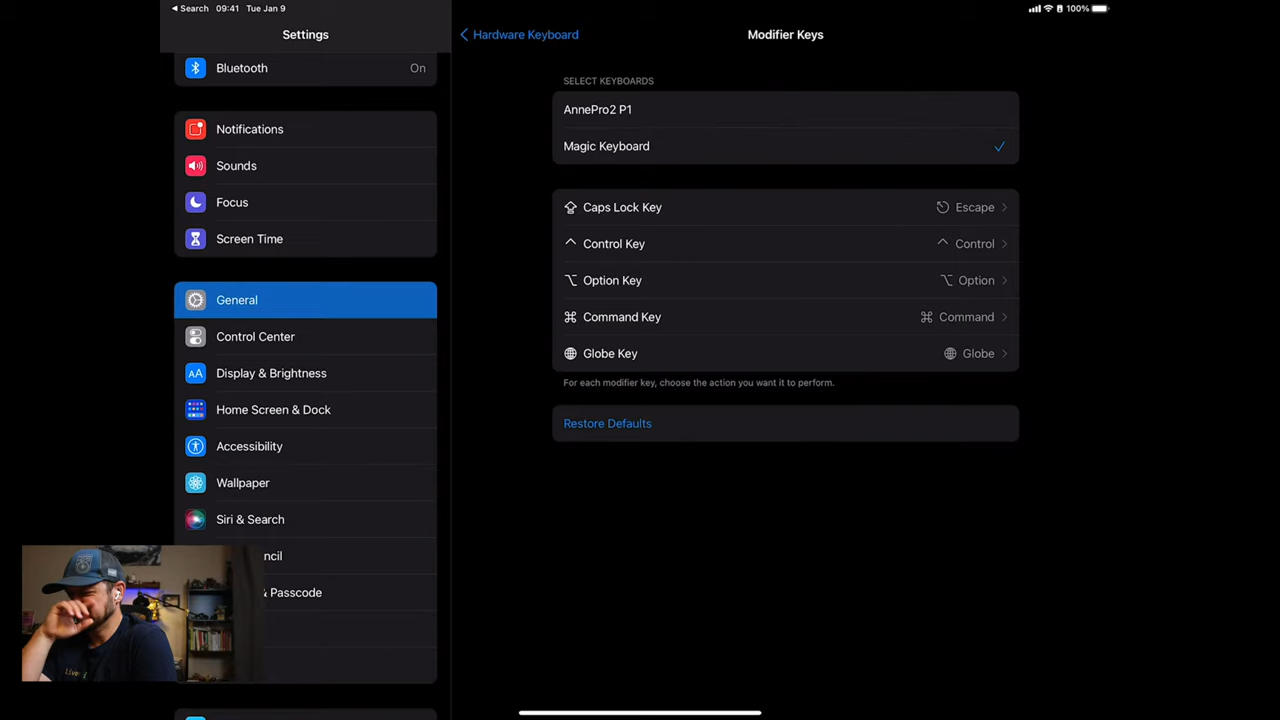 ◀ Search 09:41 Tue Jan 9
100%
Settings
Bluetooth On
Notifications
Sounds
Focus
Screen Time
General
Control Center
Display & Brightness
Home Screen & Dock
Accessibility
Wallpaper
Siri & Search
ncil
& Passcode
Hardware Keyboard
Modifier Keys
SELECT KEYBOARDS
AnnePro2 P1
Magic Keyboard
Caps Lock Key Escape
Control Key Control
Option Key Option
Command Key Command
Globe Key Globe
For each modifier key, choose the action you want it to perform.
Restore Defaults